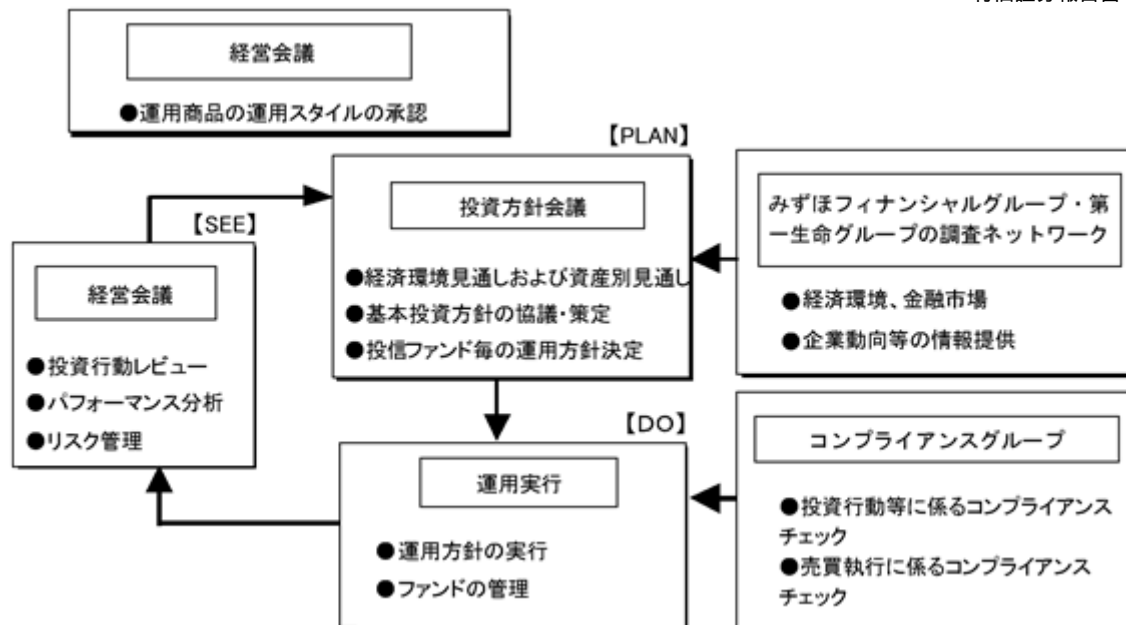 経営会議
●運用商品の運用スタイルの承認
【PLAN】
投資方針会議
●経済環境見通しおよび資産別見通し
●基本投資方針の協議・策定
●投信ファンド毎の運用方針決定
みずほフィナンシャルグループ・第
一生命グループの調査ネットワーク
●経済環境、金融市場
●企業動向等の情報提供
【SEE】
経営会議
●投資行動レビュー
●パフォーマンス分析
●リスク管理
【DO】
運用実行
●運用方針の実行
●ファンドの管理
コンプライアンスグループ
●投資行動等に係るコンプライアンス
チェック
●売買執行に係るコンプライアンス
チェック